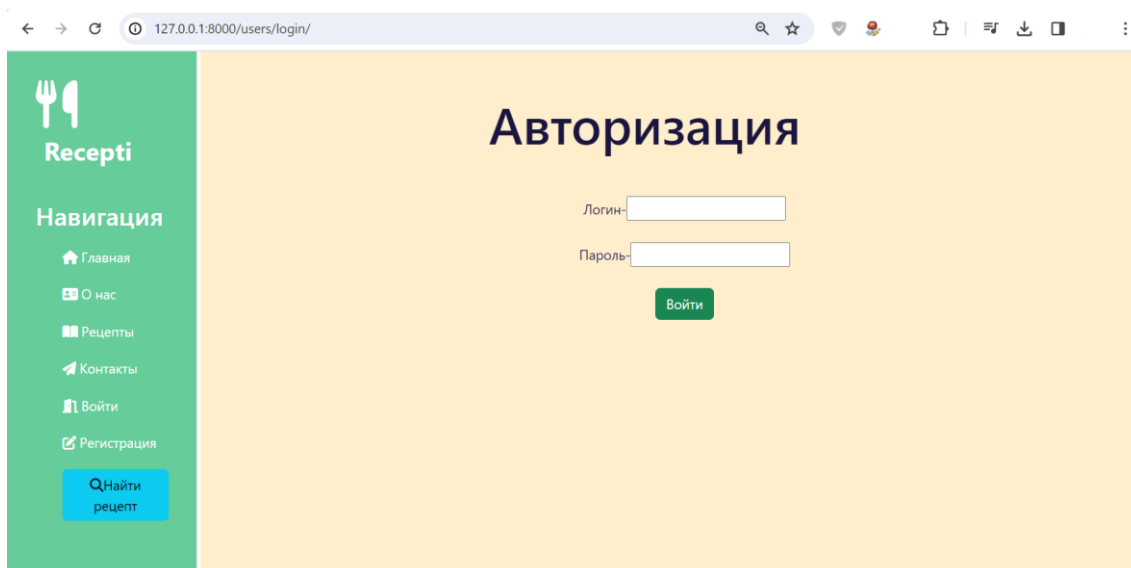 127.0.0.1:8000/users/login/
Recepti
Навигация
Главная
О нас
Рецепты
Контакты
Войти
Регистрация
Найти
рецепт
Авторизация
Логин-
Пароль-
Войти